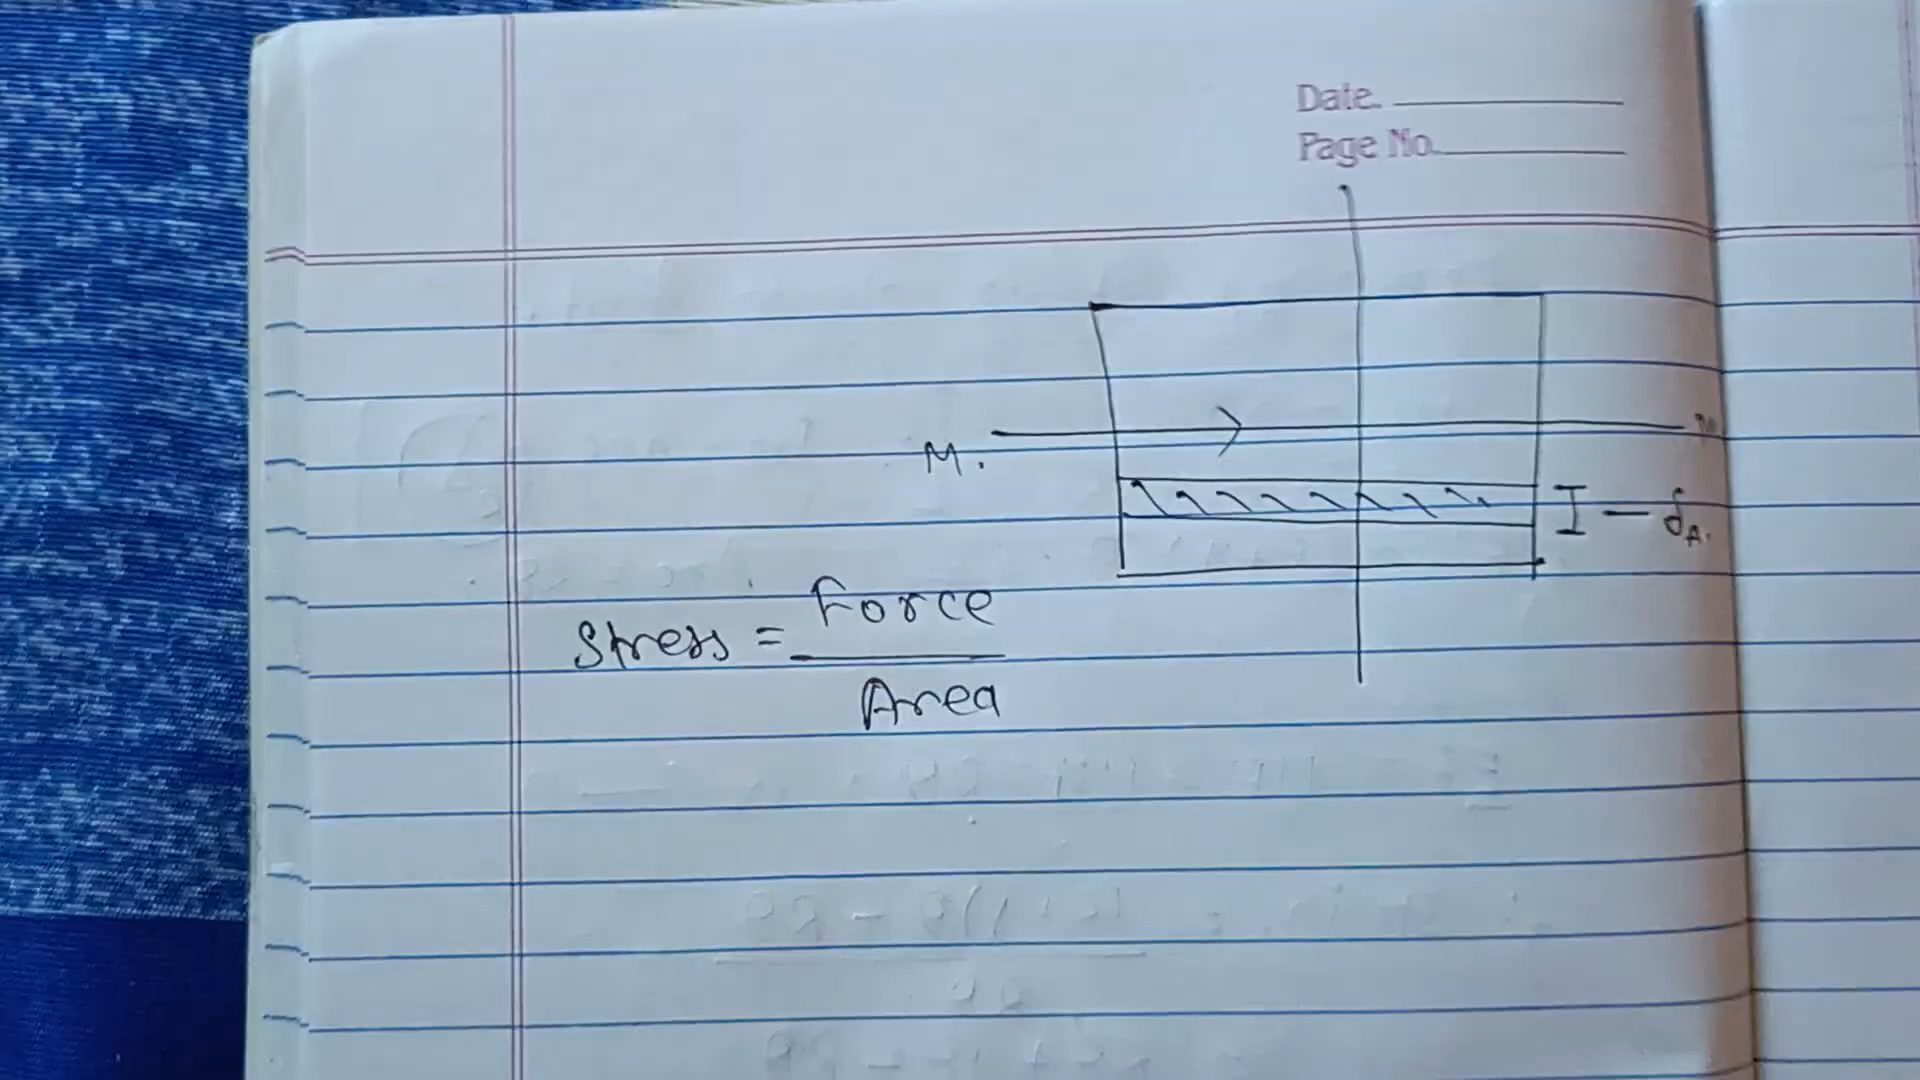 Date.
Page No.
M.
I - δA.
Stress = Force
Area